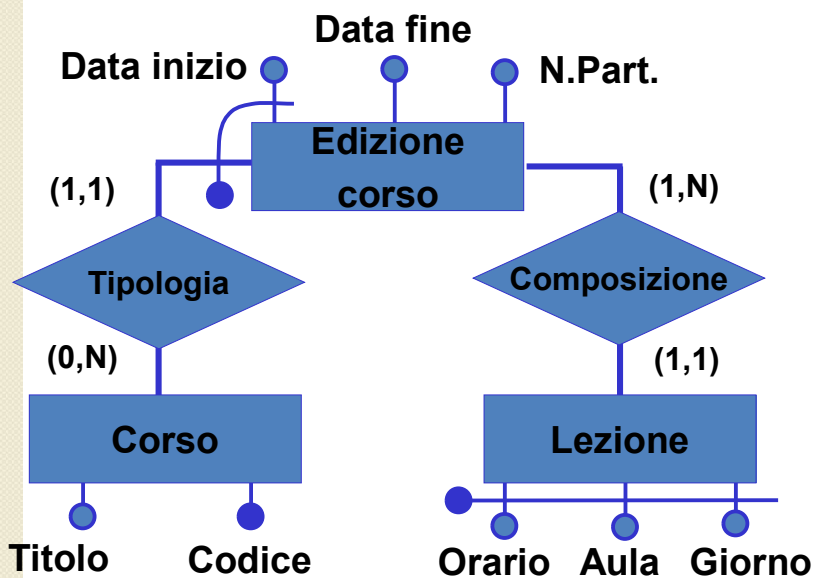 Data fine
Data inizio
N.Part.
Edizione
corso
(1,1)
(1,N)
Tipologia
Composizione
(0,N)
(1,1)
Corso
Lezione
Titolo
Codice
Orario
Aula
Giorno